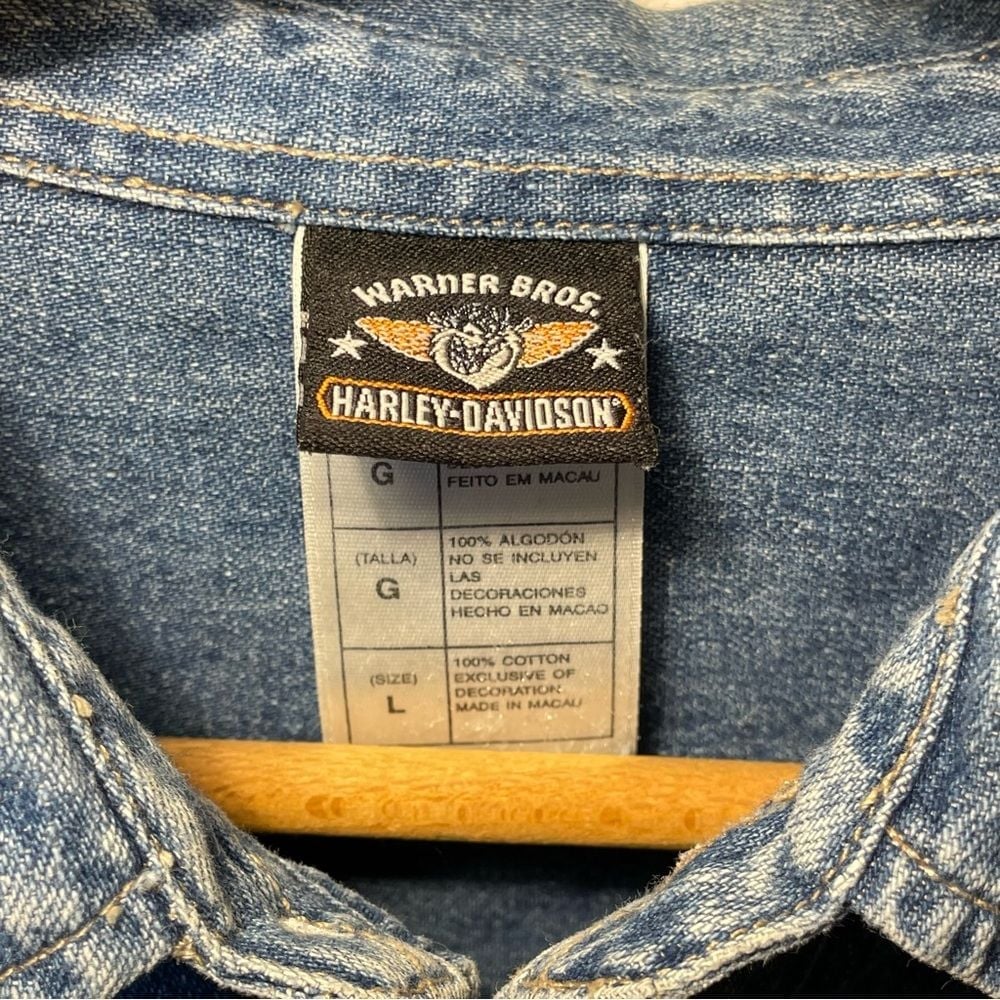 WARNER BROS.
HARLEY-DAVIDSON®
G
FEITO EM MACAU
(TALLA)
G
100% ALGODÓN
NO SE INCLUYEN
LAS
DECORACIONES
HECHO EN MACAO
(SIZE)
L
100% COTTON
EXCLUSIVE OF
DECORATION
MADE IN MACAU